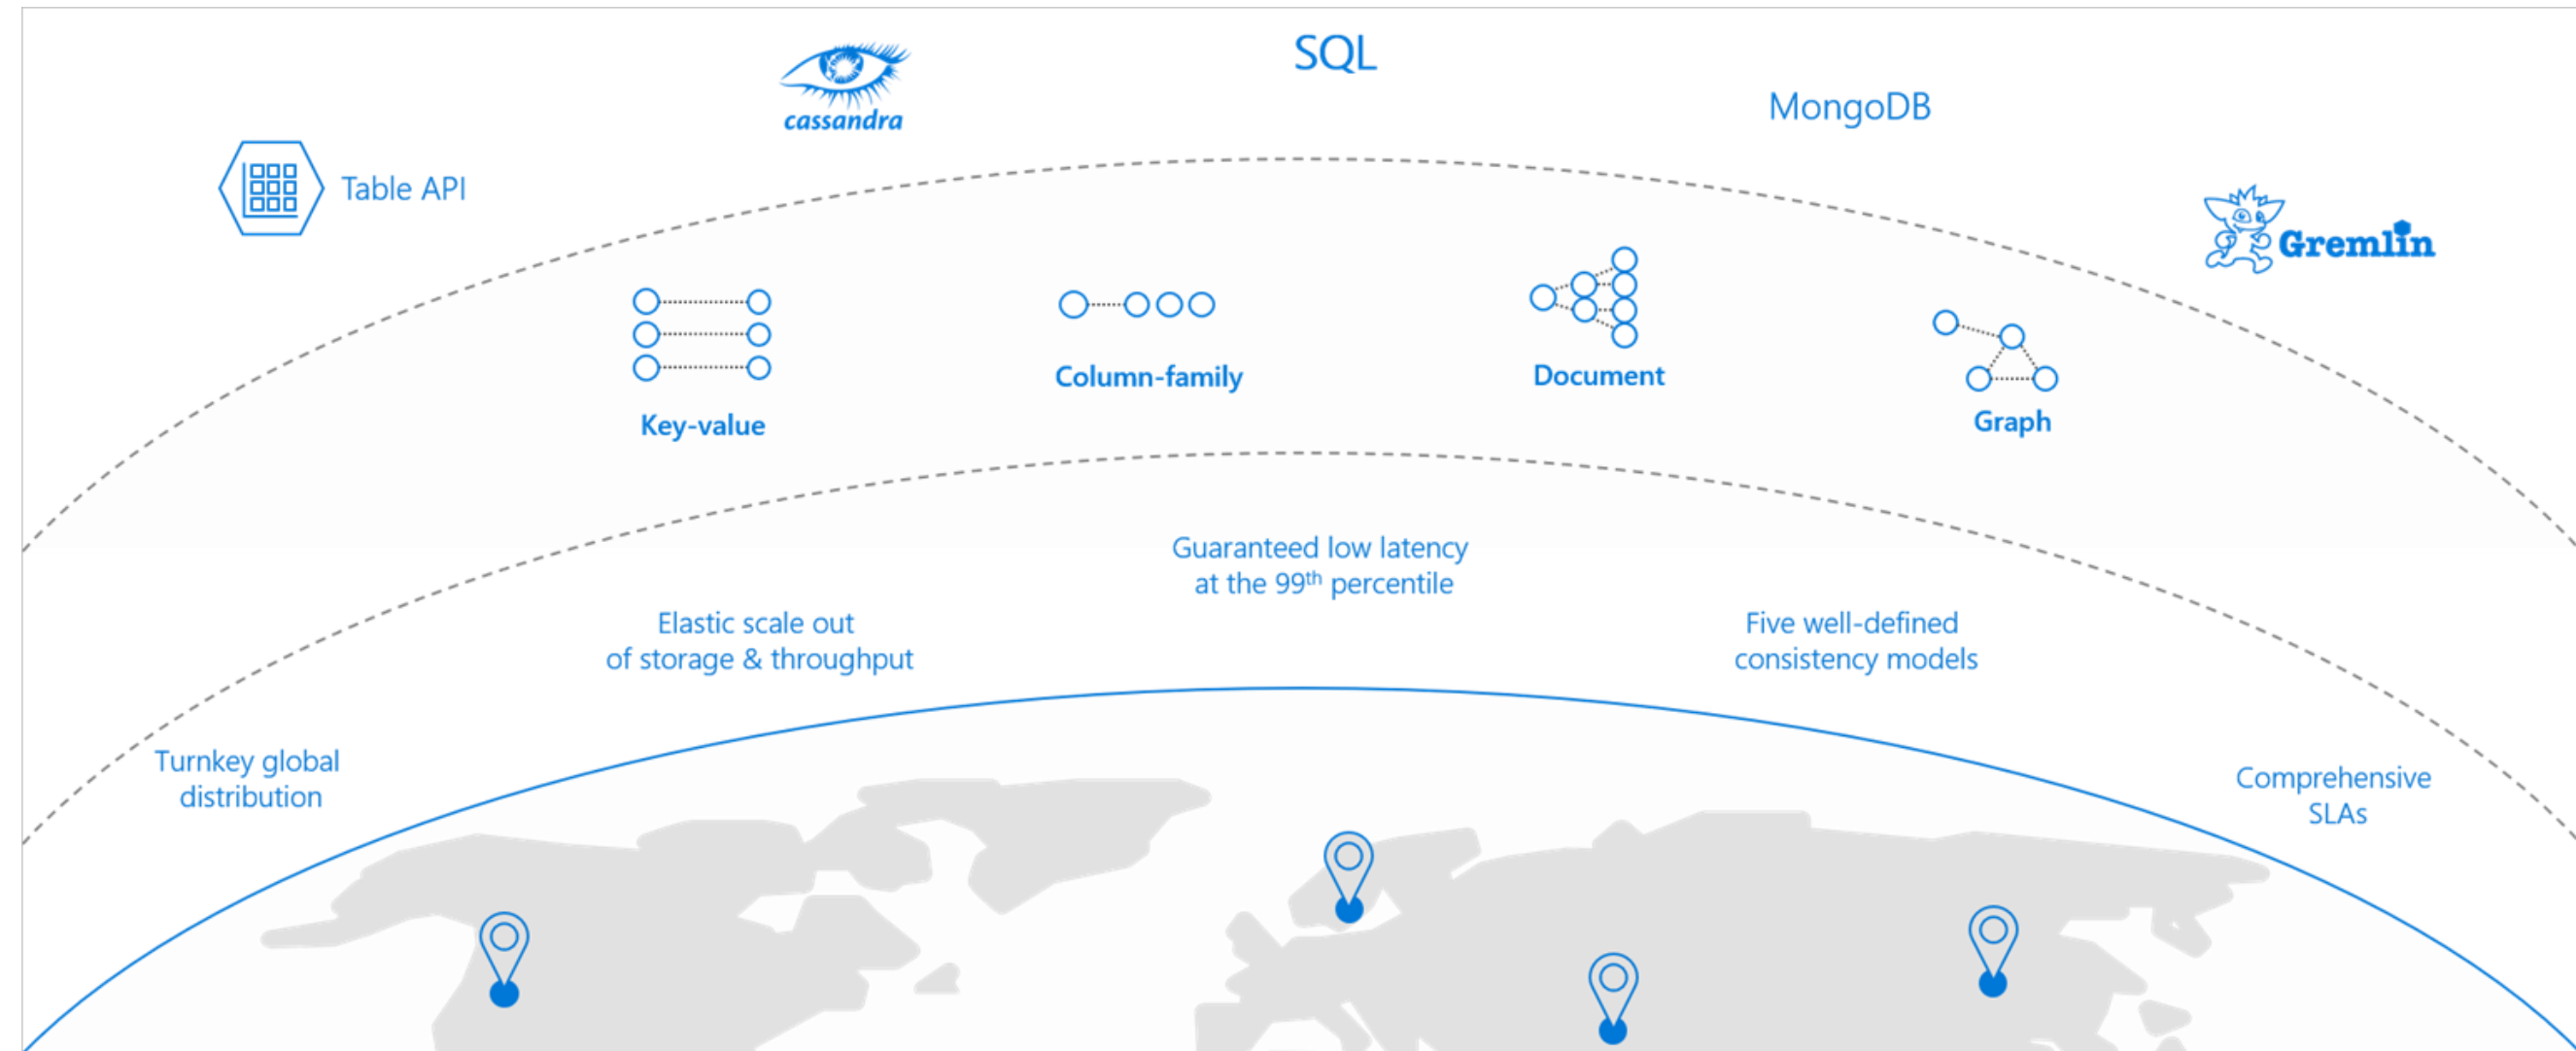 SQL
cassandra
MongoDB
Table API
Gremlin
Key-value
Column-family
Document
Graph
Guaranteed low latency
at the 99th percentile
Elastic scale out
of storage & throughput
Five well-defined
consistency models
Turnkey global
distribution
Comprehensive
SLAs